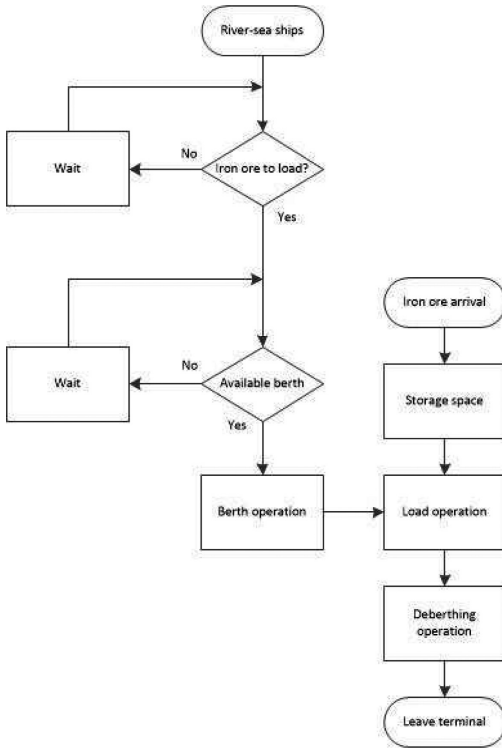 River-sea ships
No
Wait
Iron ore to load?
Yes
Iron ore arrival
No
Wait
Available berth
Storage space
Yes
Berth operation
Load operation
Deberthing
operation
Leave terminal